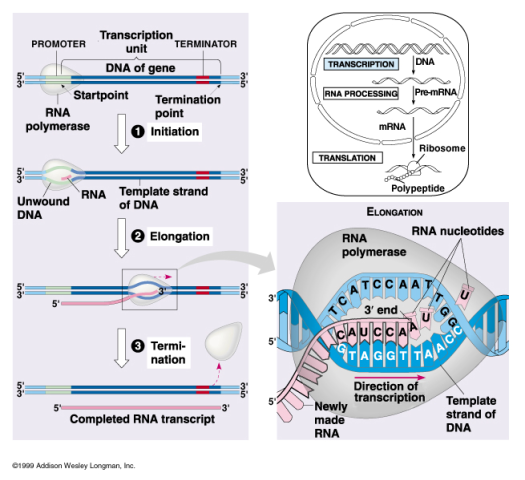 Transcription
unit
PROMOTER
TERMINATOR
DNA of gene
5'
3'
3'
5'
Startpoint
Termination
point
RNA
polymerase
1 Initiation
5'
3'
3'
5'
RNA
Unwound
DNA
Template strand
of DNA
2 Elongation
5'
3'
3'
5'
3'
5'
3 Termi-
nation
5'
3'
3'
5'
5'
3'
Completed RNA transcript
DNA
TRANSCRIPTION
RNA PROCESSING
Pre-mRNA
mRNA
Ribosome
TRANSLATION
Polypeptide
ELONGATION
RNA nucleotides
RNA
polymerase
3'
T C A T C C A A T T G G
U
3' end
5'
C A U C C A A U
G T A G G T T A A C C
5'
Direction of
transcription
Newly
made
RNA
Template
strand of
DNA
©1999 Addison Wesley Longman, Inc.